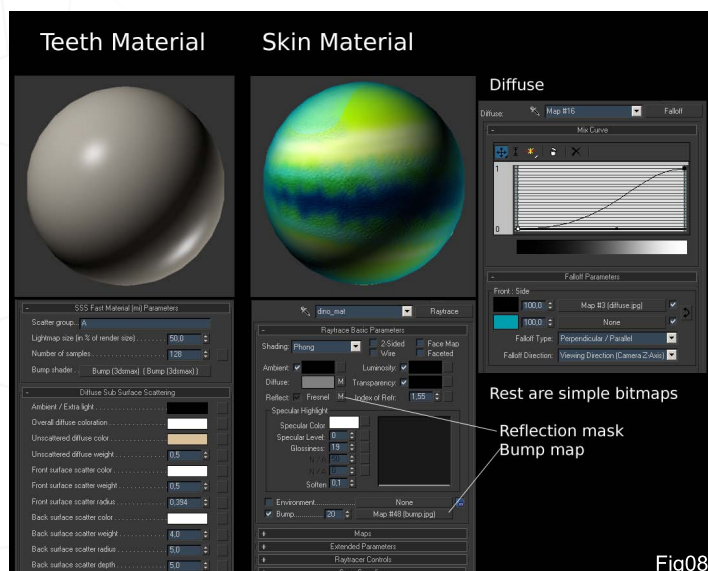 Teeth Material
Skin Material
Diffuse
Diffuse: Map #16 Falloff
- Mix Curve
1
0
- Falloff Parameters
Front : Side
100,0 Map #3 (diffuse.jpg)
100,0 None
Falloff Type: Perpendicular / Parallel
Falloff Direction: Viewing Direction (Camera Z-Axis)
Rest are simple bitmaps
Reflection mask
Bump map
- SSS Fast Material (mi) Parameters
Scatter group... A
Lightmap size (in % of render size) 50,0
Number of samples 128
Bump shader Bump (3dsmax) ( Bump (3dsmax) )
- Diffuse Sub Surface Scattering
Ambient / Extra light
Overall diffuse coloration
Unscattered diffuse color
Unscattered diffuse weight 0,5
Front surface scatter color
Front surface scatter weight 0,5
Front surface scatter radius 0,394
Back surface scatter color
Back surface scatter weight 4,0
Back surface scatter radius 5,0
Back surface scatter depth 5,0
dino_mat Raytrace
- Raytrace Basic Parameters
Shading: Phong 2-Sided Face Map
Wire Faceted
Ambient: Luminosity:
Diffuse: M Transparency:
Reflect: Fresnel M Index of Refr: 1,55
Specular Highlight
Specular Color
Specular Level: 0
Glossiness: 19
N / A
N / A
Soften 0,1
Environment None
Bump 20 Map #48 (bump.jpg)
+ Maps
+ Extended Parameters
+ Raytracer Controls
Fig08